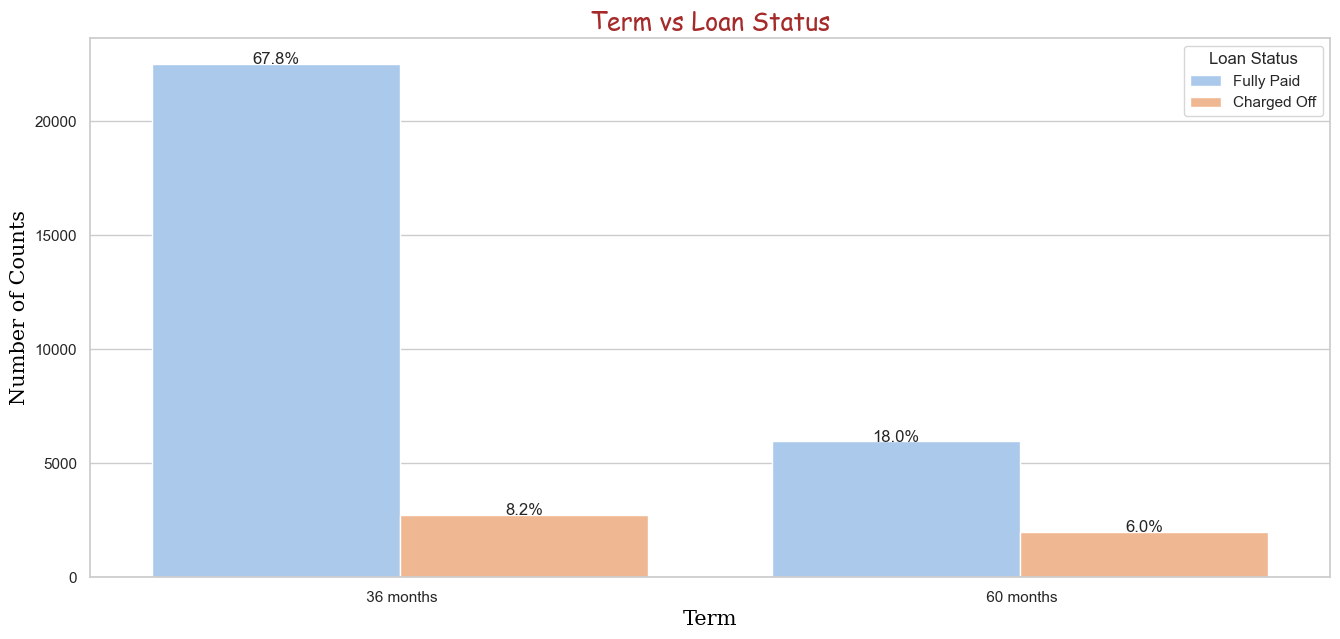 Term vs Loan Status
Loan Status
Fully Paid
Charged Off
67.8%
8.2%
18.0%
6.0%
20000
15000
10000
5000
0
Number of Counts
36 months
60 months
Term